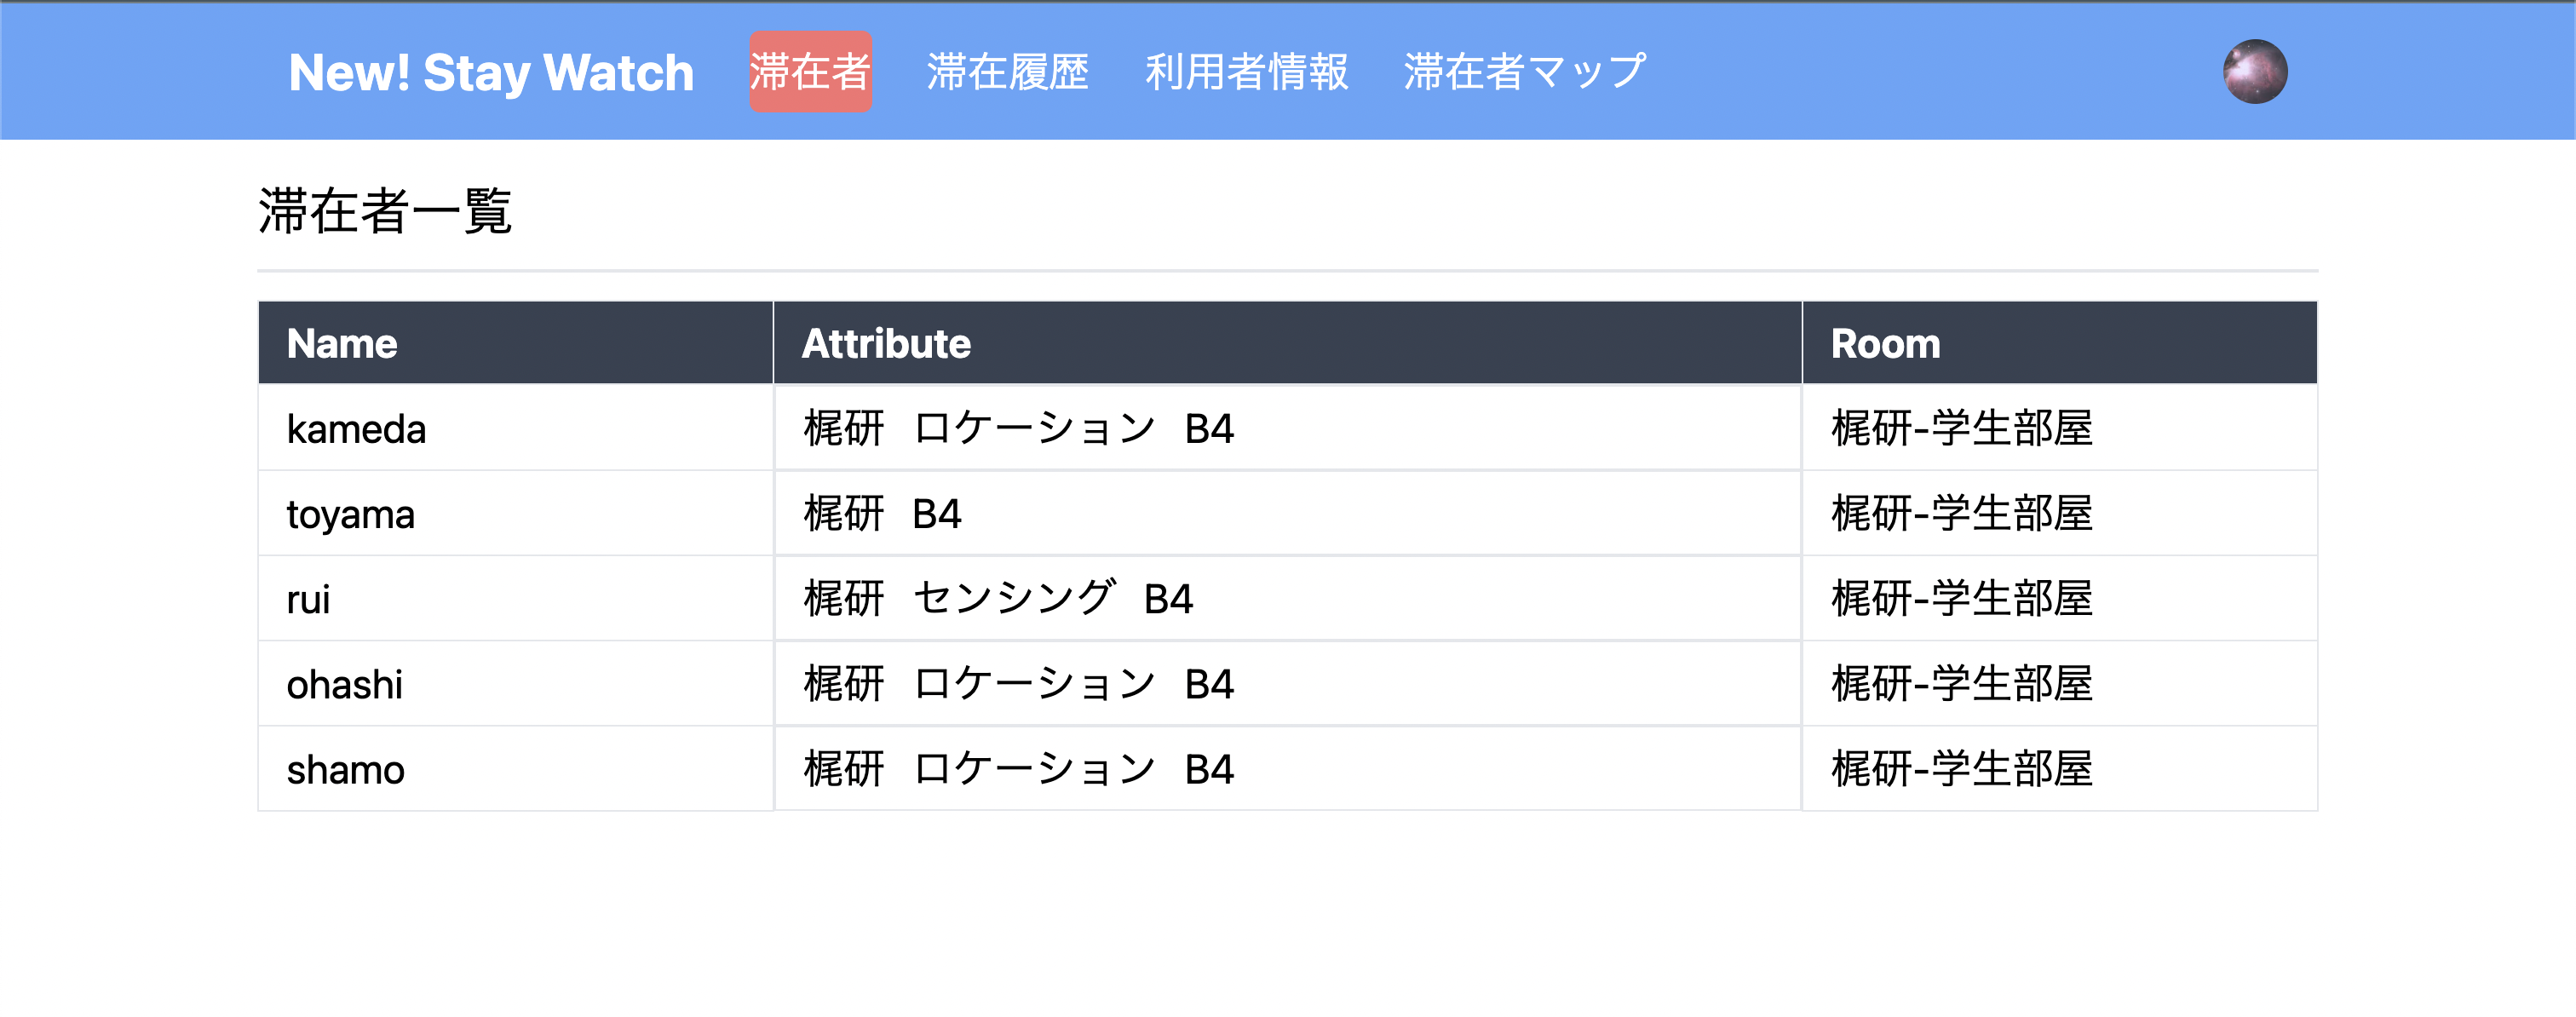 New! Stay Watch 滞在者 滞在履歴 利用者情報 滞在者マップ
滞在者一覧
Name Attribute Room
kameda 梶研 ロケーション B4 梶研-学生部屋
toyama 梶研 B4 梶研-学生部屋
rui 梶研 センシング B4 梶研-学生部屋
ohashi 梶研 ロケーション B4 梶研-学生部屋
shamo 梶研 ロケーション B4 梶研-学生部屋